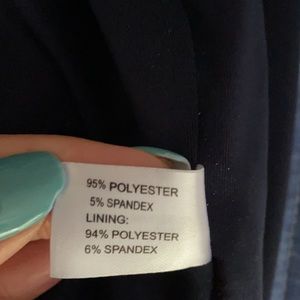 95% POLYESTER
5% SPANDEX
LINING:
94% POLYESTER
6% SPANDEX